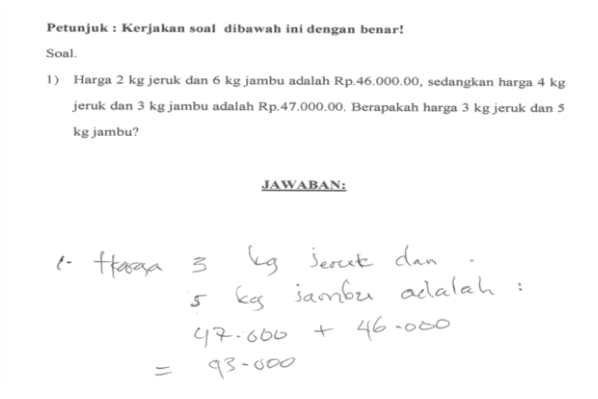 Petunjuk : Kerjakan soal dibawah ini dengan benar!
Soal.
1) Harga 2 kg jeruk dan 6 kg jambu adalah Rp.46.000.00, sedangkan harga 4 kg
jeruk dan 3 kg jambu adalah Rp.47.000.00. Berapakah harga 3 kg jeruk dan 5
kg jambu?
JAWABAN:
1. Harga 3 kg jeruk dan
5 kg jambu adalah :
47.000 + 46.000
= 93.000